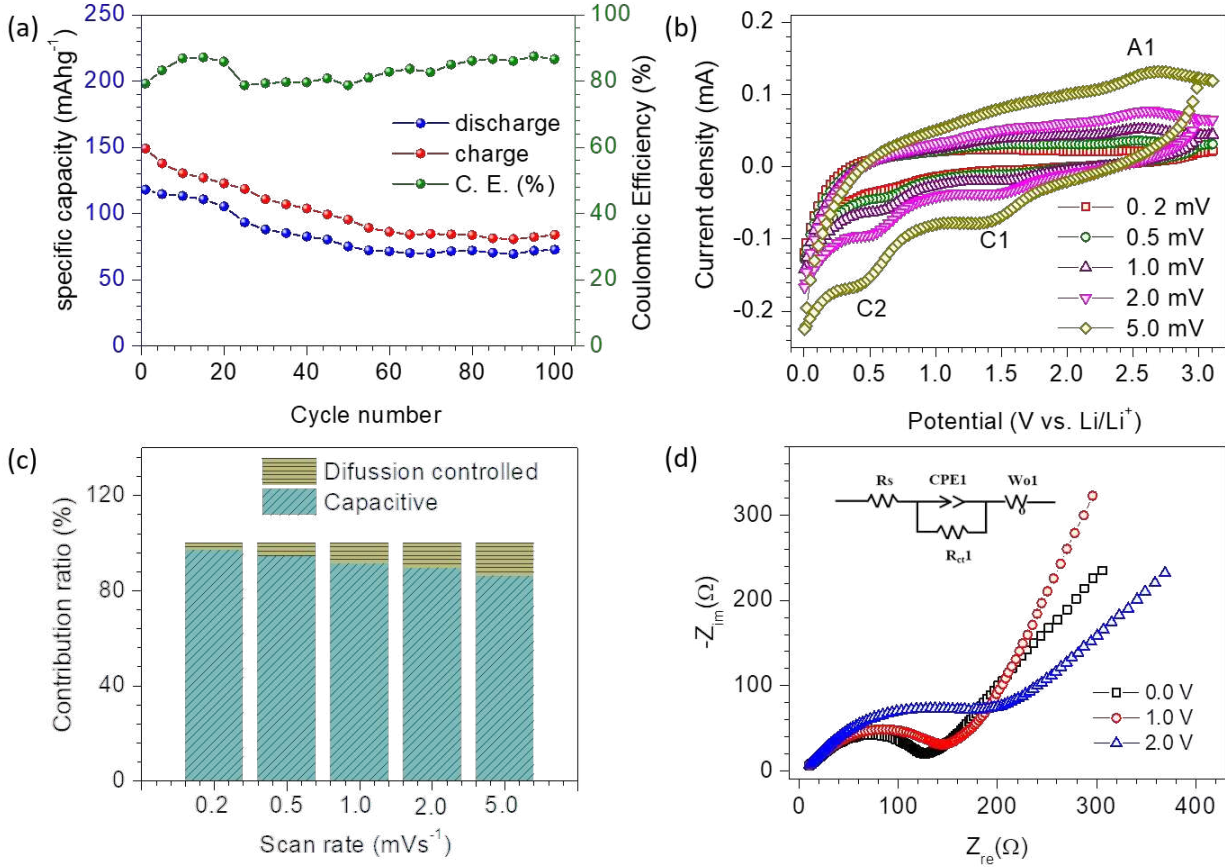 (a)
250
200
150
100
50
0
specific capacity (mAhg-1)
100
80
60
40
20
0
Coulombic Efficiency (%)
discharge
charge
C. E. (%)
0 20 40 60 80 100
Cycle number
(b)
0.2
0.1
0.0
-0.1
-0.2
Current density (mA)
A1
C1
C2
0. 2 mV
0.5 mV
1.0 mV
2.0 mV
5.0 mV
0.0 0.5 1.0 1.5 2.0 2.5 3.0
Potential (V vs. Li/Li+)
(c)
Difussion controlled
Capacitive
120
80
40
0
Contribution ratio (%)
0.2 0.5 1.0 2.0 5.0
Scan rate (mVs-1)
(d)
Rs CPE1 Wo1
Rct1
300
200
100
0
-Zim(Ω)
0.0 V
1.0 V
2.0 V
0 100 200 300 400
Zre(Ω)